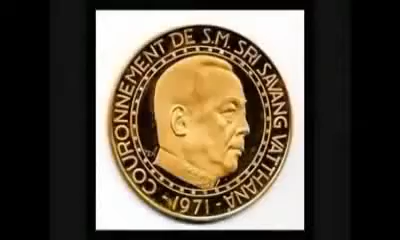 COURONNEMENT DE S.M. SRI SAVANG VATTHANA
-1971-